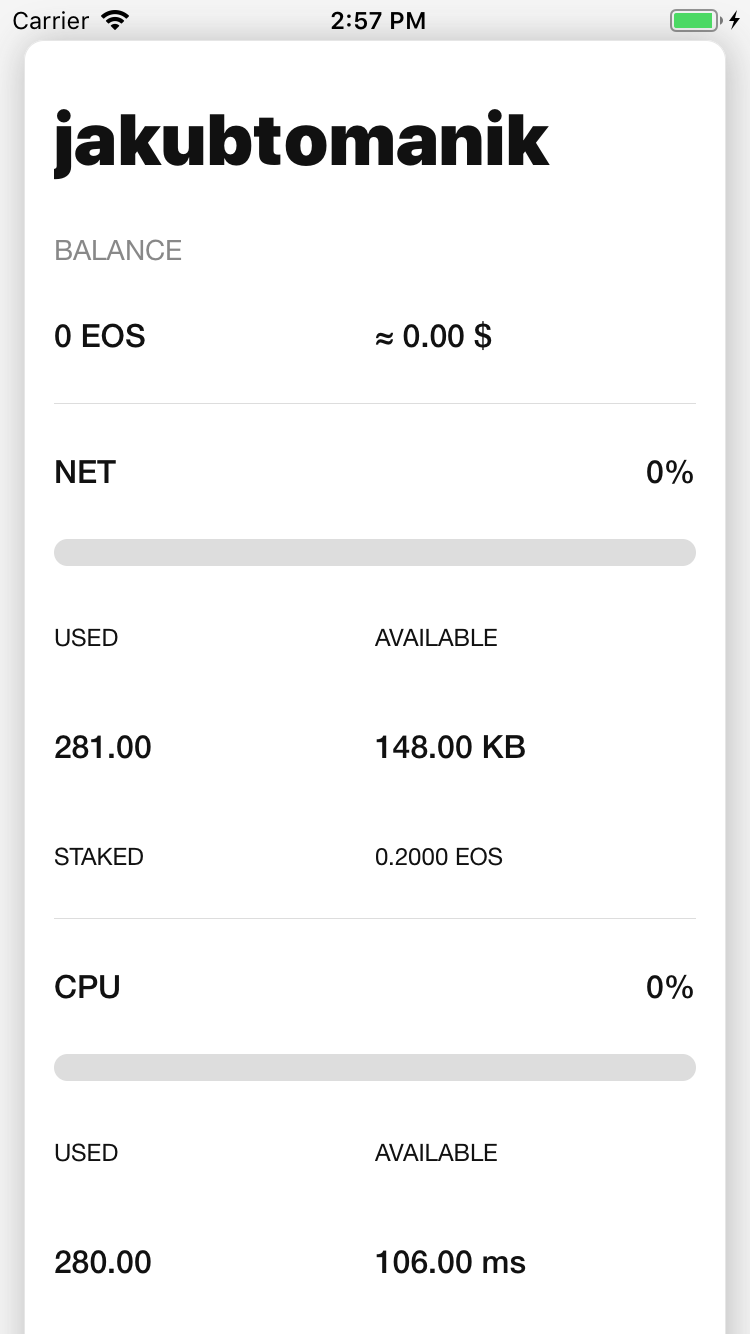 Carrier 2:57 PM
jakubtomanik
BALANCE
0 EOS ≈ 0.00 $
NET 0%
USED AVAILABLE
281.00 148.00 KB
STAKED 0.2000 EOS
CPU 0%
USED AVAILABLE
280.00 106.00 ms